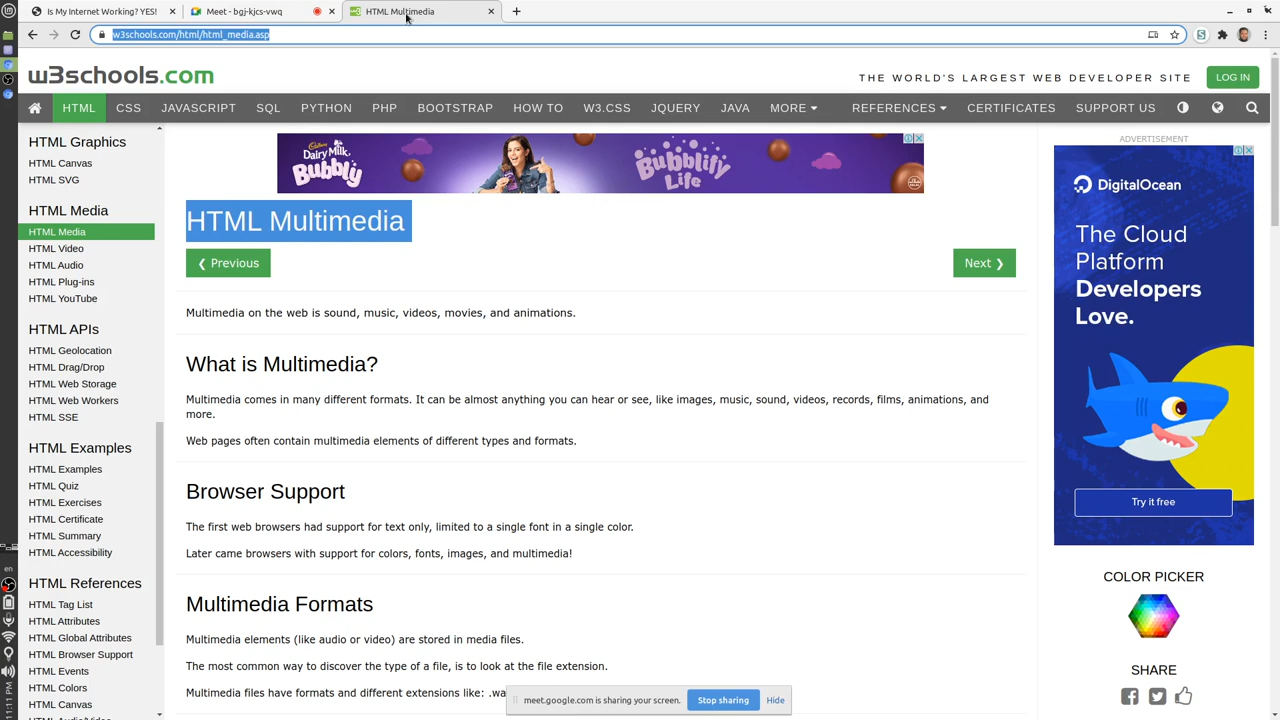 Is My Internet Working? YES!
Meet - bgj-kjcs-vwq
HTML Multimedia
w3schools.com/html/html_media.asp
w3schools.com
THE WORLD'S LARGEST WEB DEVELOPER SITE
LOG IN
HTML
CSS
JAVASCRIPT
SQL
PYTHON
PHP
BOOTSTRAP
HOW TO
W3.CSS
JQUERY
JAVA
MORE
REFERENCES
CERTIFICATES
SUPPORT US
HTML Graphics
HTML Canvas
HTML SVG
HTML Media
HTML Media
HTML Video
HTML Audio
HTML Plug-ins
HTML YouTube
HTML APIs
HTML Geolocation
HTML Drag/Drop
HTML Web Storage
HTML Web Workers
HTML SSE
HTML Examples
HTML Examples
HTML Quiz
HTML Exercises
HTML Certificate
HTML Summary
HTML Accessibility
HTML References
HTML Tag List
HTML Attributes
HTML Global Attributes
HTML Browser Support
HTML Events
HTML Colors
HTML Canvas
HTML Audio/Video
Cadbury
Dairy Milk
Bubbly
Bubblify
Life
HTML Multimedia
❮ Previous
Next ❯
Multimedia on the web is sound, music, videos, movies, and animations.
What is Multimedia?
Multimedia comes in many different formats. It can be almost anything you can hear or see, like images, music, sound, videos, records, films, animations, and
more.
Web pages often contain multimedia elements of different types and formats.
Browser Support
The first web browsers had support for text only, limited to a single font in a single color.
Later came browsers with support for colors, fonts, images, and multimedia!
Multimedia Formats
Multimedia elements (like audio or video) are stored in media files.
The most common way to discover the type of a file, is to look at the file extension.
Multimedia files have formats and different extensions like: .wa
meet.google.com is sharing your screen.
Stop sharing
Hide
ADVERTISEMENT
DigitalOcean
The Cloud
Platform
Developers
Love.
Try it free
COLOR PICKER
SHARE
en
11:11 PM